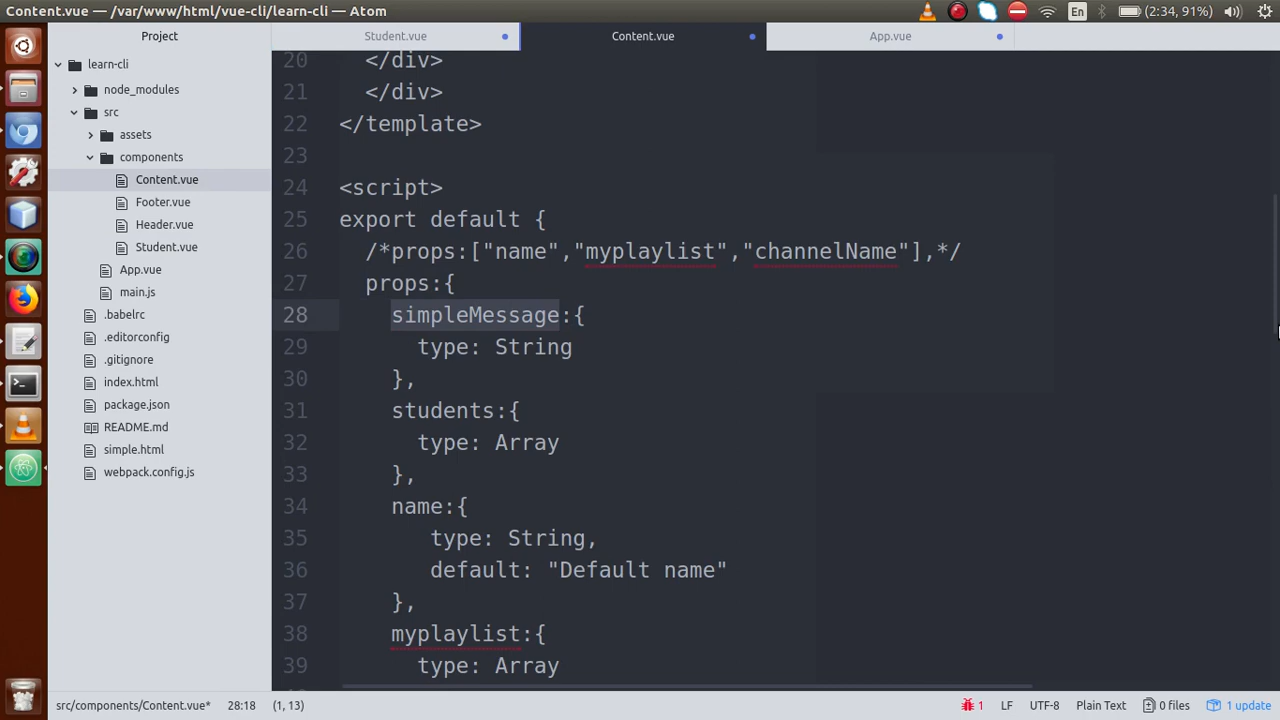 Content.vue — /var/www/html/vue-cli/learn-cli — Atom
En
(2:34, 91%)
Project
Student.vue
Content.vue
App.vue
learn-cli
node_modules
src
assets
components
Content.vue
Footer.vue
Header.vue
Student.vue
App.vue
main.js
.babelrc
.editorconfig
.gitignore
index.html
package.json
README.md
simple.html
webpack.config.js
20 </div>
21 </div>
22 </template>
23
24 <script>
25 export default {
26 /*props:["name","myplaylist","channelName"],*/
27 props:{
28 simpleMessage:{
29 type: String
30 },
31 students:{
32 type: Array
33 },
34 name:{
35 type: String,
36 default: "Default name"
37 },
38 myplaylist:{
39 type: Array
src/components/Content.vue* 28:18 (1, 13)
1 LF UTF-8 Plain Text 0 files 1 update